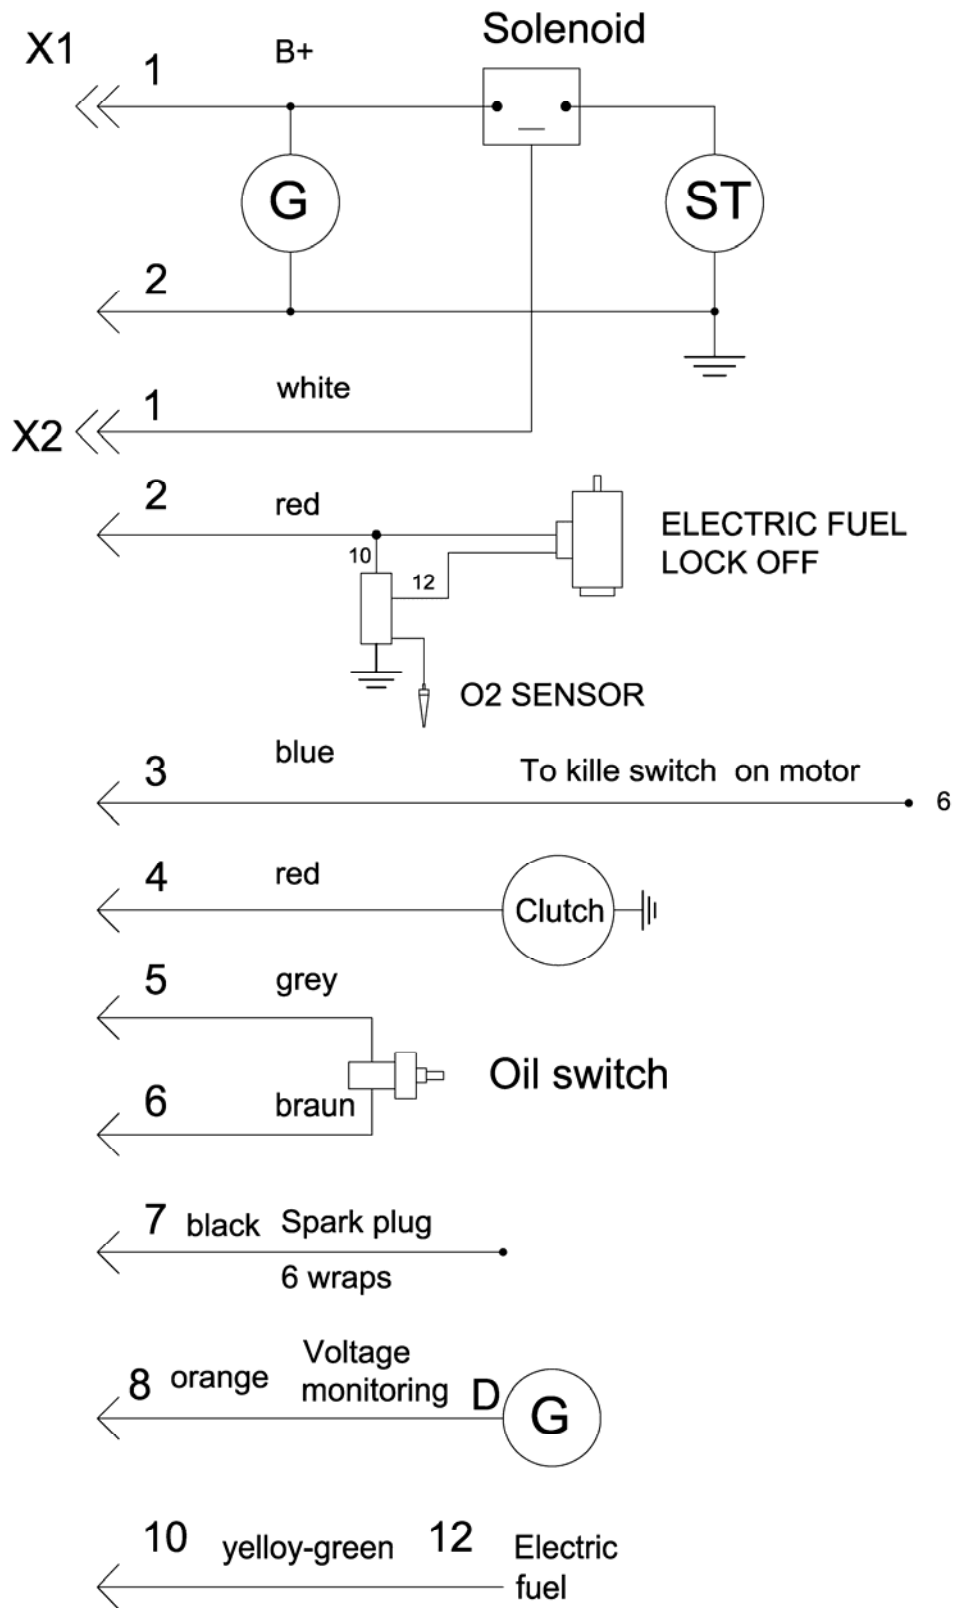 Solenoid
X1
1
B+
G
ST
2
white
1
X2
2
red
ELECTRIC FUEL
LOCK OFF
10
12
O2 SENSOR
blue
3
To kille switch on motor
6
4
red
Clutch
5
grey
Oil switch
6
braun
7 black Spark plug
6 wraps
8 orange Voltage
monitoring
D
G
10 yelloy-green 12 Electric
fuel